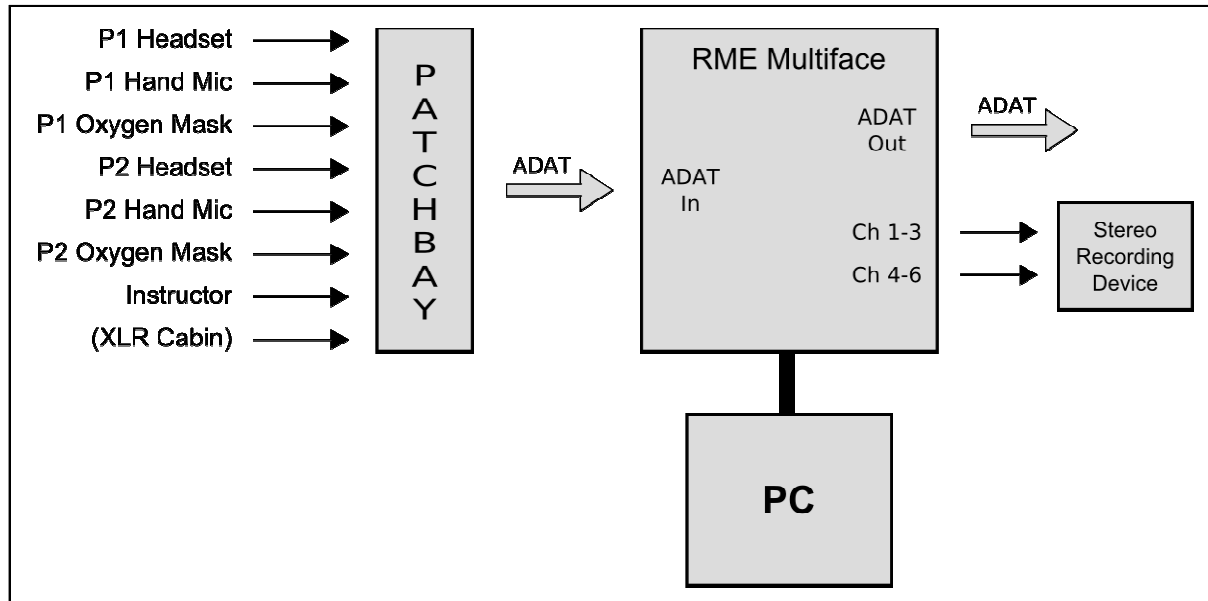 P1 Headset
P1 Hand Mic
P1 Oxygen Mask
P2 Headset
P2 Hand Mic
P2 Oxygen Mask
Instructor
(XLR Cabin)
PATCHBAY
ADAT
RME Multiface
ADAT
In
ADAT
Out
Ch 1-3
Ch 4-6
ADAT
Stereo
Recording
Device
PC